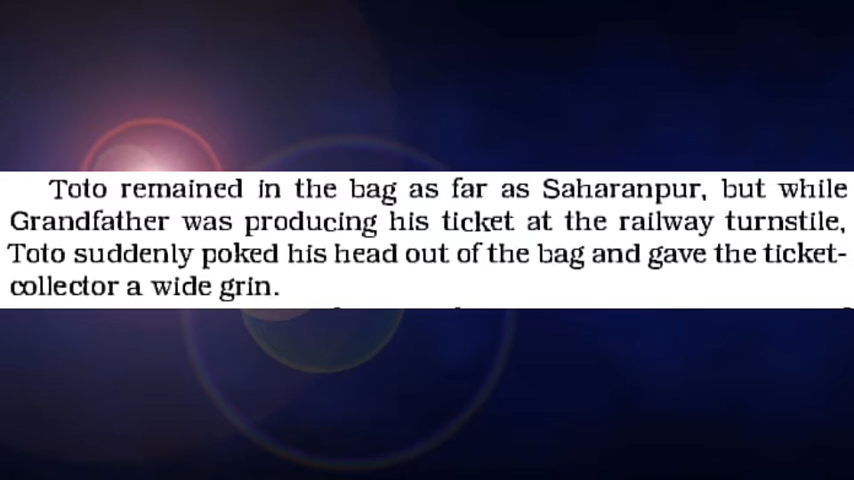 Toto remained in the bag as far as Saharanpur, but while
Grandfather was producing his ticket at the railway turnstile,
Toto suddenly poked his head out of the bag and gave the ticket-
collector a wide grin.